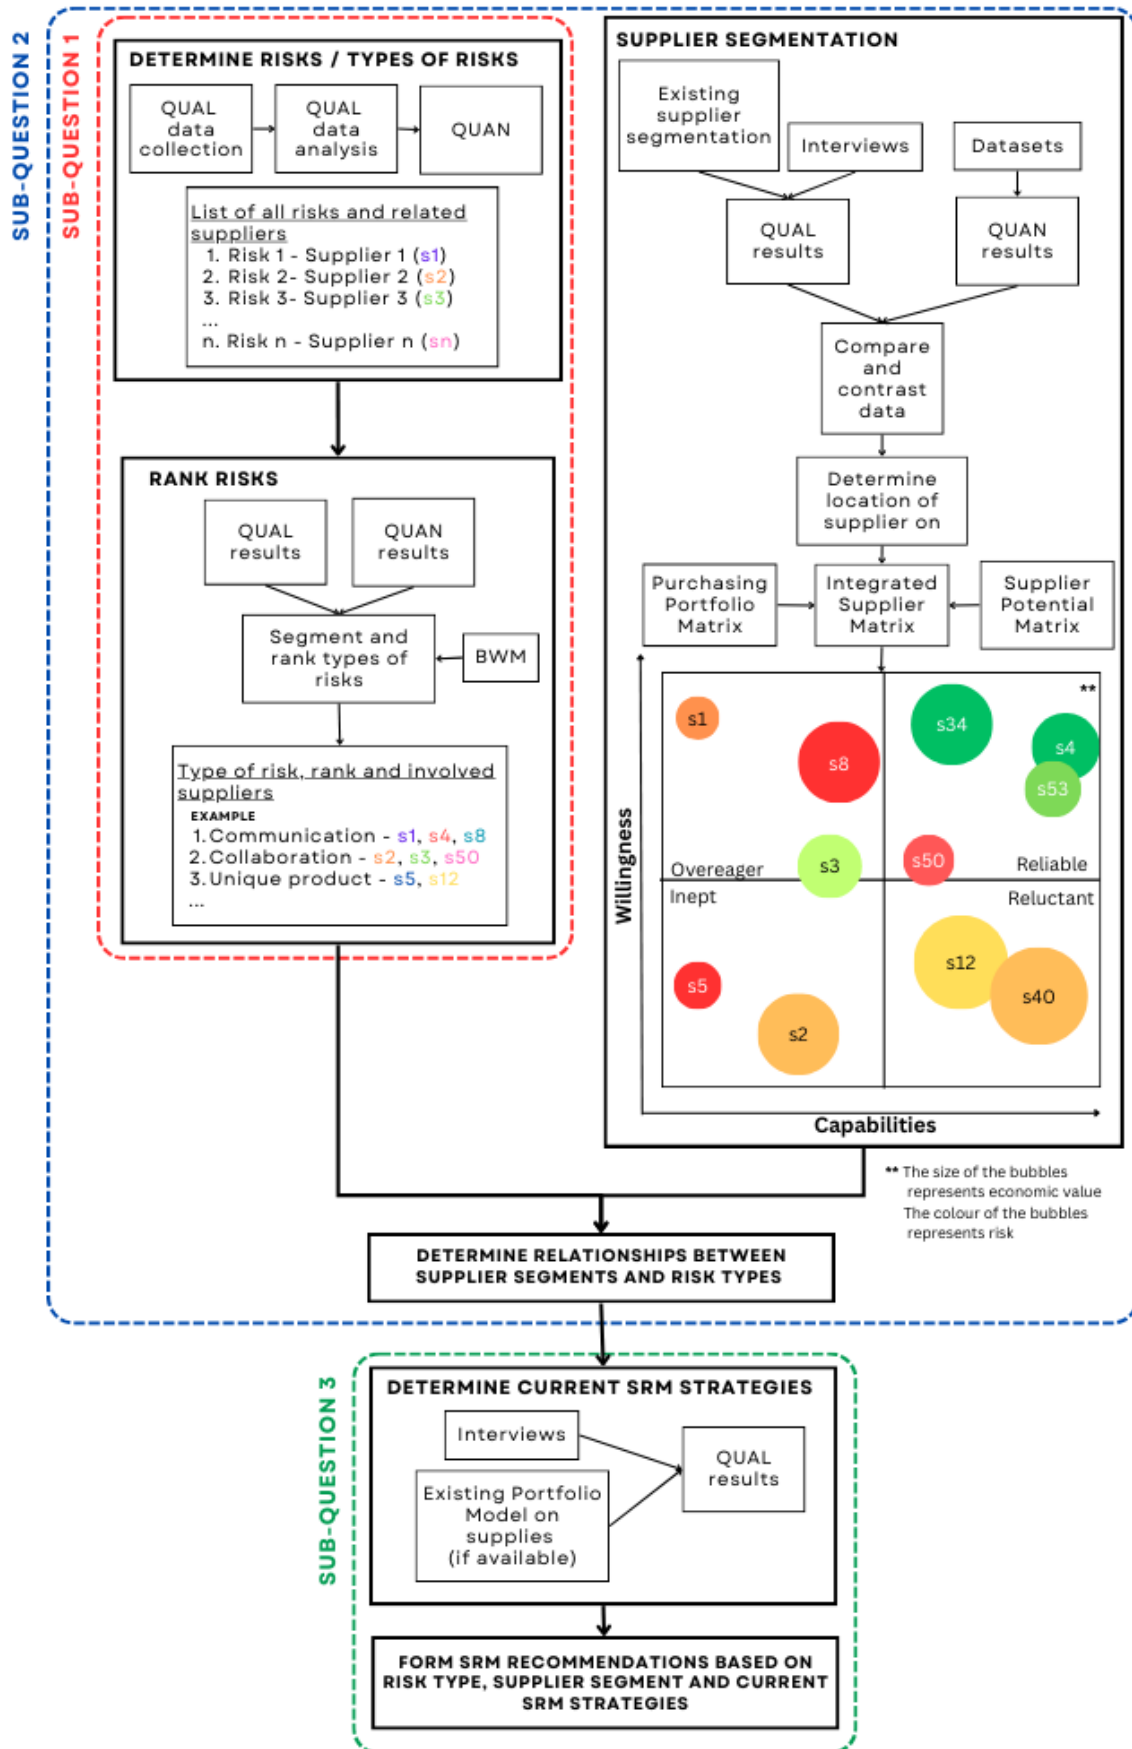 SUB-QUESTION 2
SUB-QUESTION 1
DETERMINE RISKS / TYPES OF RISKS
QUAL
data
collection
QUAL
data
analysis
QUAN
List of all risks and related
suppliers
1. Risk 1 - Supplier 1 (s1)
2. Risk 2- Supplier 2 (s2)
3. Risk 3- Supplier 3 (s3)
...
n. Risk n - Supplier n (sn)
RANK RISKS
QUAL
results
QUAN
results
Segment and
rank types of
risks
BWM
Type of risk, rank and involved
suppliers
EXAMPLE
1. Communication - s1, s4, s8
2. Collaboration - s2, s3, s50
3. Unique product - s5, s12
...
SUPPLIER SEGMENTATION
Existing
supplier
segmentation
Interviews
Datasets
QUAL
results
QUAN
results
Compare
and
contrast
data
Determine
location of
supplier on
Purchasing
Portfolio
Matrix
Integrated
Supplier
Matrix
Supplier
Potential
Matrix
Willingness
**
s1
s8
s34
s4
s53
s3
s50
Overeager
Reliable
Inept
Reluctant
s5
s2
s12
s40
Capabilities
** The size of the bubbles
represents economic value
The colour of the bubbles
represents risk
DETERMINE RELATIONSHIPS BETWEEN
SUPPLIER SEGMENTS AND RISK TYPES
SUB-QUESTION 3
DETERMINE CURRENT SRM STRATEGIES
Interviews
Existing Portfolio
Model on
supplies
(if available)
QUAL
results
FORM SRM RECOMMENDATIONS BASED ON
RISK TYPE, SUPPLIER SEGMENT AND CURRENT
SRM STRATEGIES